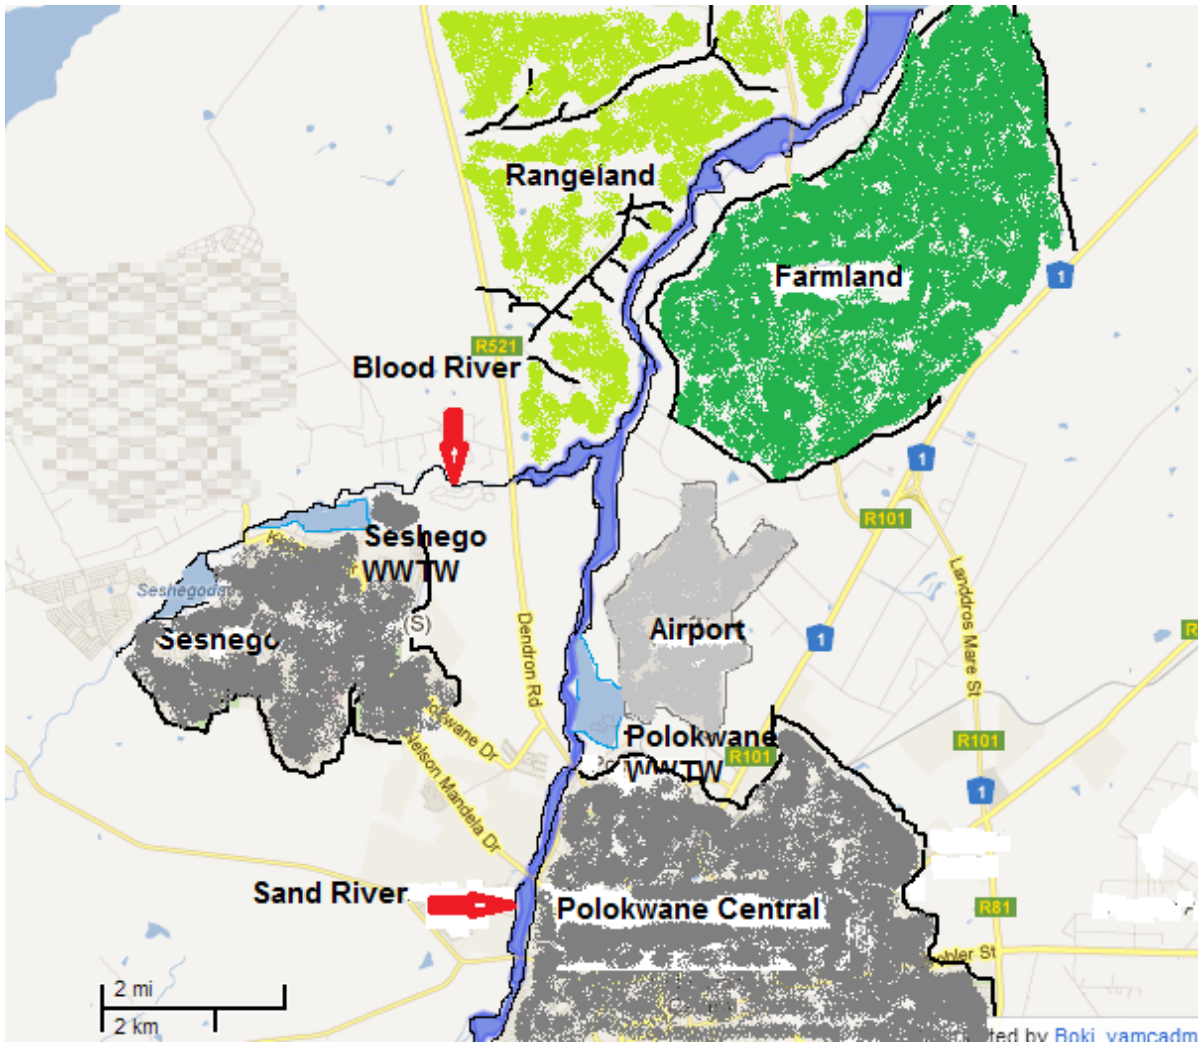 Rangeland
Farmland
1
R521
Blood River
1
R101
Seshego
WWTW
Landdros Mare St
Dendron Rd
(S)
Airport
1
Sesnego
Polokwane
WWTW
R101
R101
1
Nelson Mandela Dr
Sand River
Polokwane Central
R81
2 mi
2 km